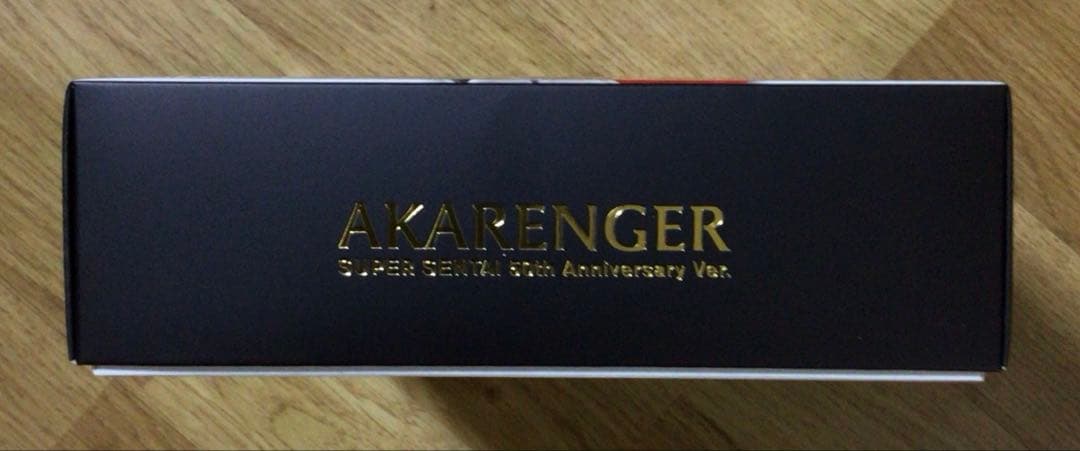 AKARENGER
SUPER SENTAI 50th Anniversary Ver.